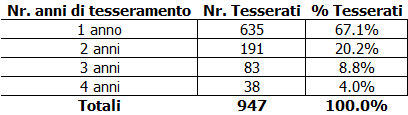 Nr. anni di tesseramento Nr. Tesserati % Tesserati
1 anno 635 67.1%
2 anni 191 20.2%
3 anni 83 8.8%
4 anni 38 4.0%
Totali 947 100.0%